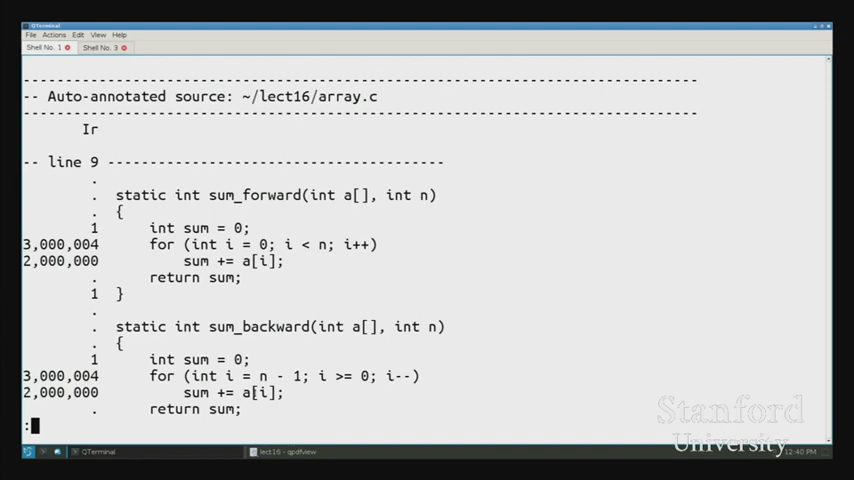 QTerminal
File Actions Edit View Help
Shell No. 1 Shell No. 3
--------------------------------------------------------------------------------
-- Auto-annotated source: ~/lect16/array.c
--------------------------------------------------------------------------------
Ir
-- line 9 ----------------------------------------
.
. static int sum_forward(int a[], int n)
. {
1 int sum = 0;
3,000,004 for (int i = 0; i < n; i++)
2,000,000 sum += a[i];
. return sum;
1 }
.
. static int sum_backward(int a[], int n)
. {
1 int sum = 0;
3,000,004 for (int i = n - 1; i >= 0; i--)
2,000,000 sum += a[i];
. return sum;
:
Stanford
University
QTerminal lect16 - qpdfview 12:40 PM